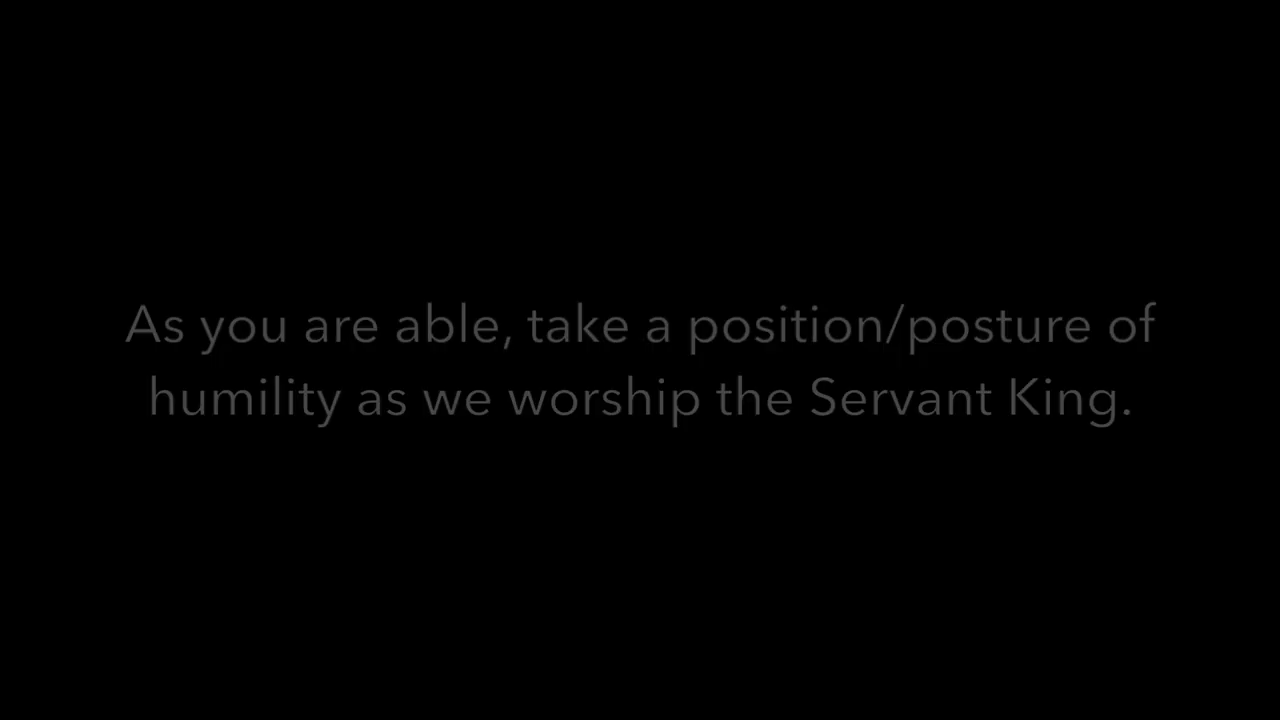 As you are able, take a position/posture of
humility as we worship the Servant King.